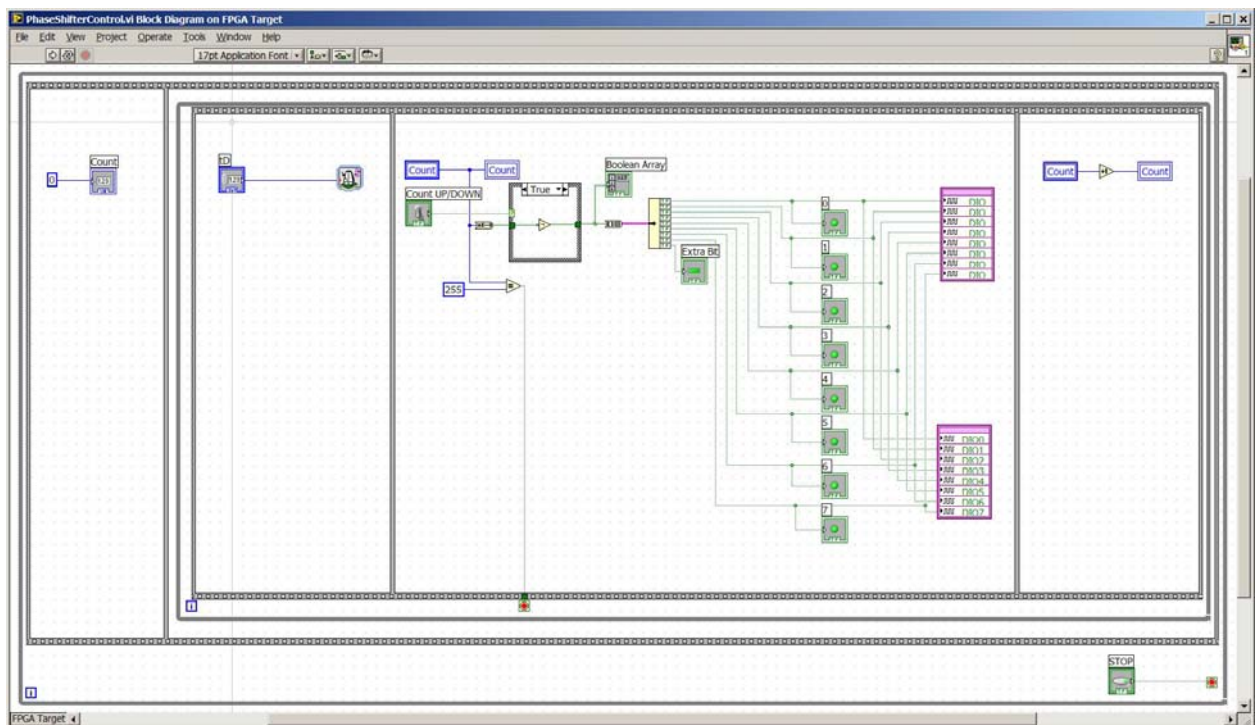 PhaseShifterControl.vi Block Diagram on FPGA Target
File Edit View Project Operate Tools Window Help
17pt Application Font
Count
0
tD
Count
Count
Count UP/DOWN
True
255
Boolean Array
Extra Bit
0
1
2
3
4
5
6
7
DIO
DIO
DIO
DIO
DIO
DIO
DIO
DIO
DIO0
DIO1
DIO2
DIO3
DIO4
DIO5
DIO6
DIO7
Count
Count
i
STOP
i
FPGA Target